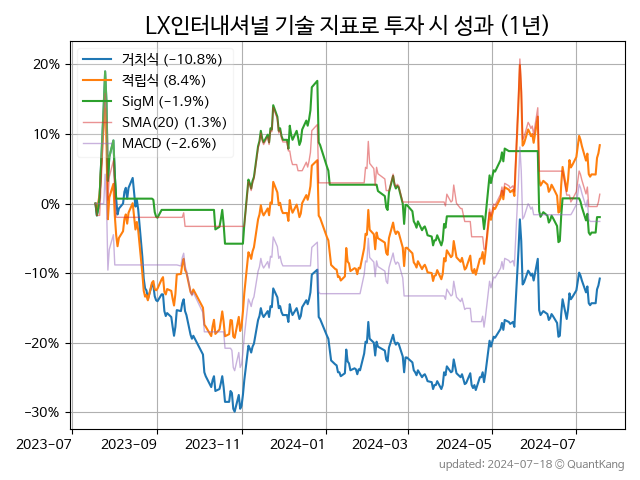 LX인터내셔널 기술 지표로 투자 시 성과 (1년)
거치식 (−10.8%)
적립식 (8.4%)
SigM (−1.9%)
SMA(20) (1.3%)
MACD (−2.6%)
20%
10%
0%
−10%
−20%
−30%
2023-07
2023-09
2023-11
2024-01
2024-03
2024-05
2024-07
updated: 2024-07-18 © QuantKang